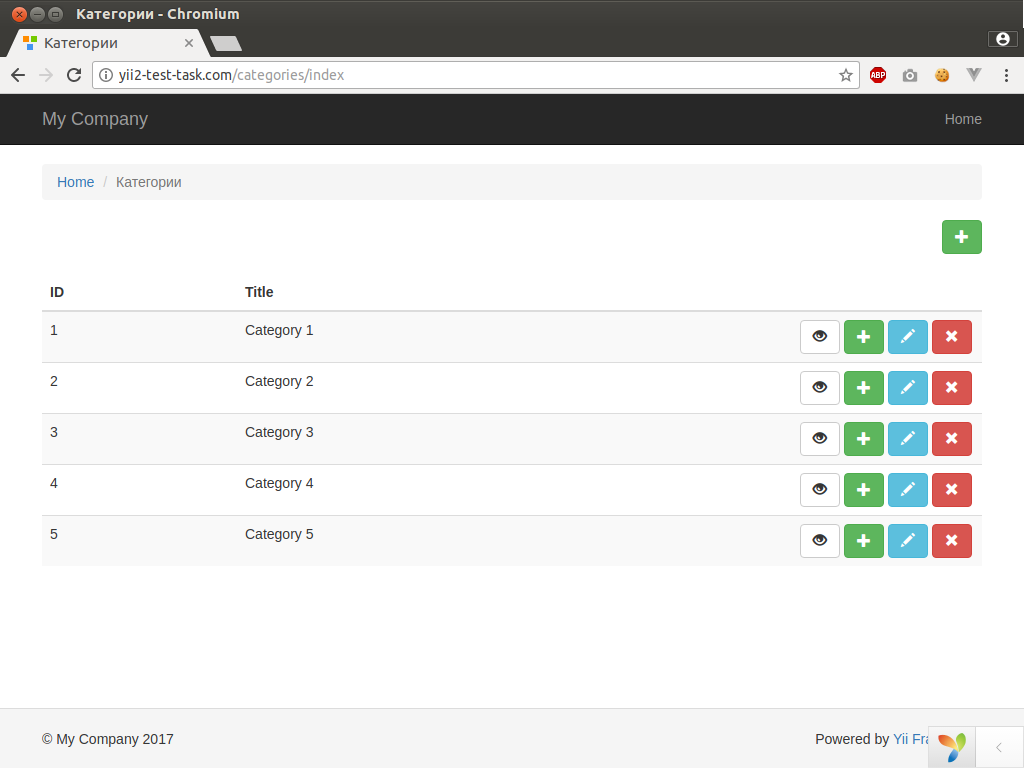 Категории - Chromium
Категории
yii2-test-task.com/categories/index
ABP
My Company Home
Home / Категории
ID Title
1 Category 1
2 Category 2
3 Category 3
4 Category 4
5 Category 5
© My Company 2017 Powered by Yii